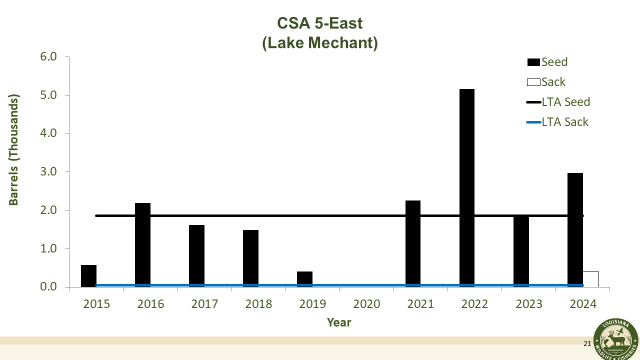 CSA 5-East
(Lake Mechant)
6.0
5.0
4.0
3.0
2.0
1.0
0.0
Barrels (Thousands)
Seed
Sack
LTA Seed
LTA Sack
2015 2016 2017 2018 2019 2020 2021 2022 2023 2024
Year
21
LOUISIANA